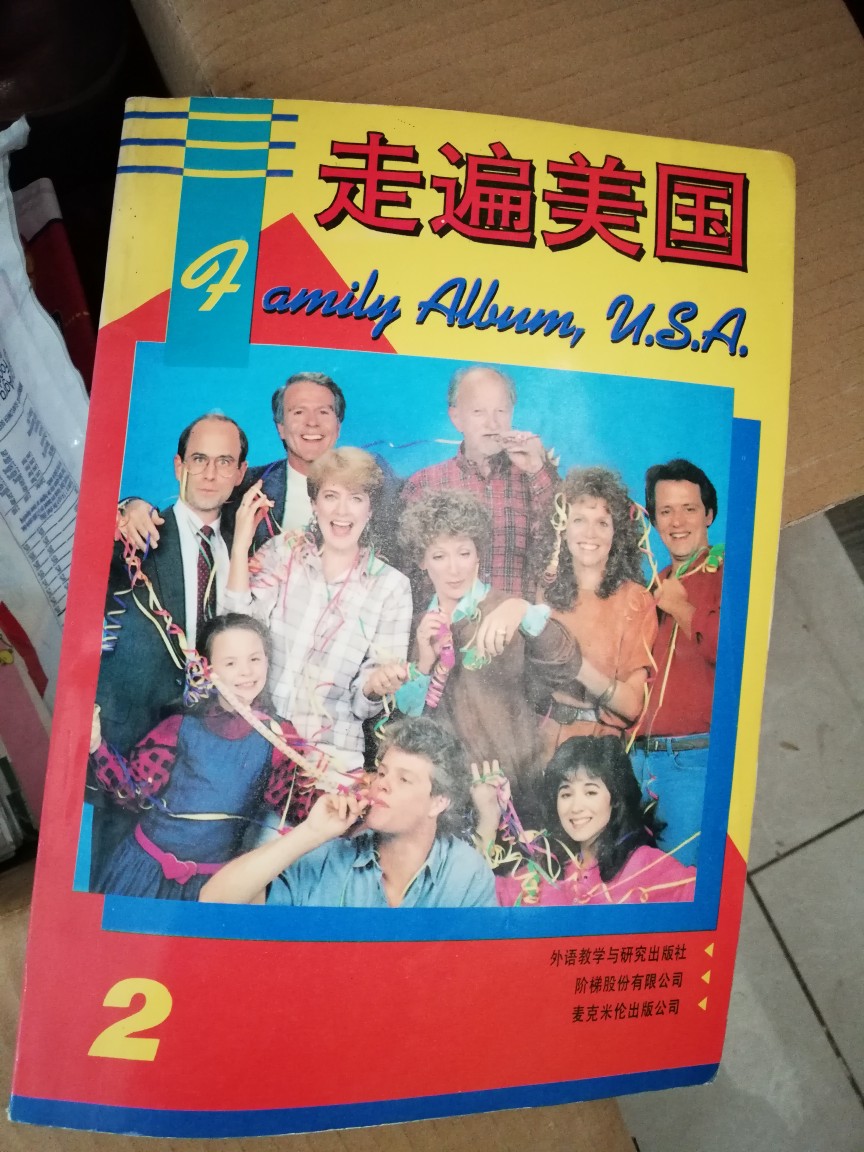 走遍美国
Family Album, U.S.A.
外语教学与研究出版社
阶梯股份有限公司
麦克米伦出版公司
2